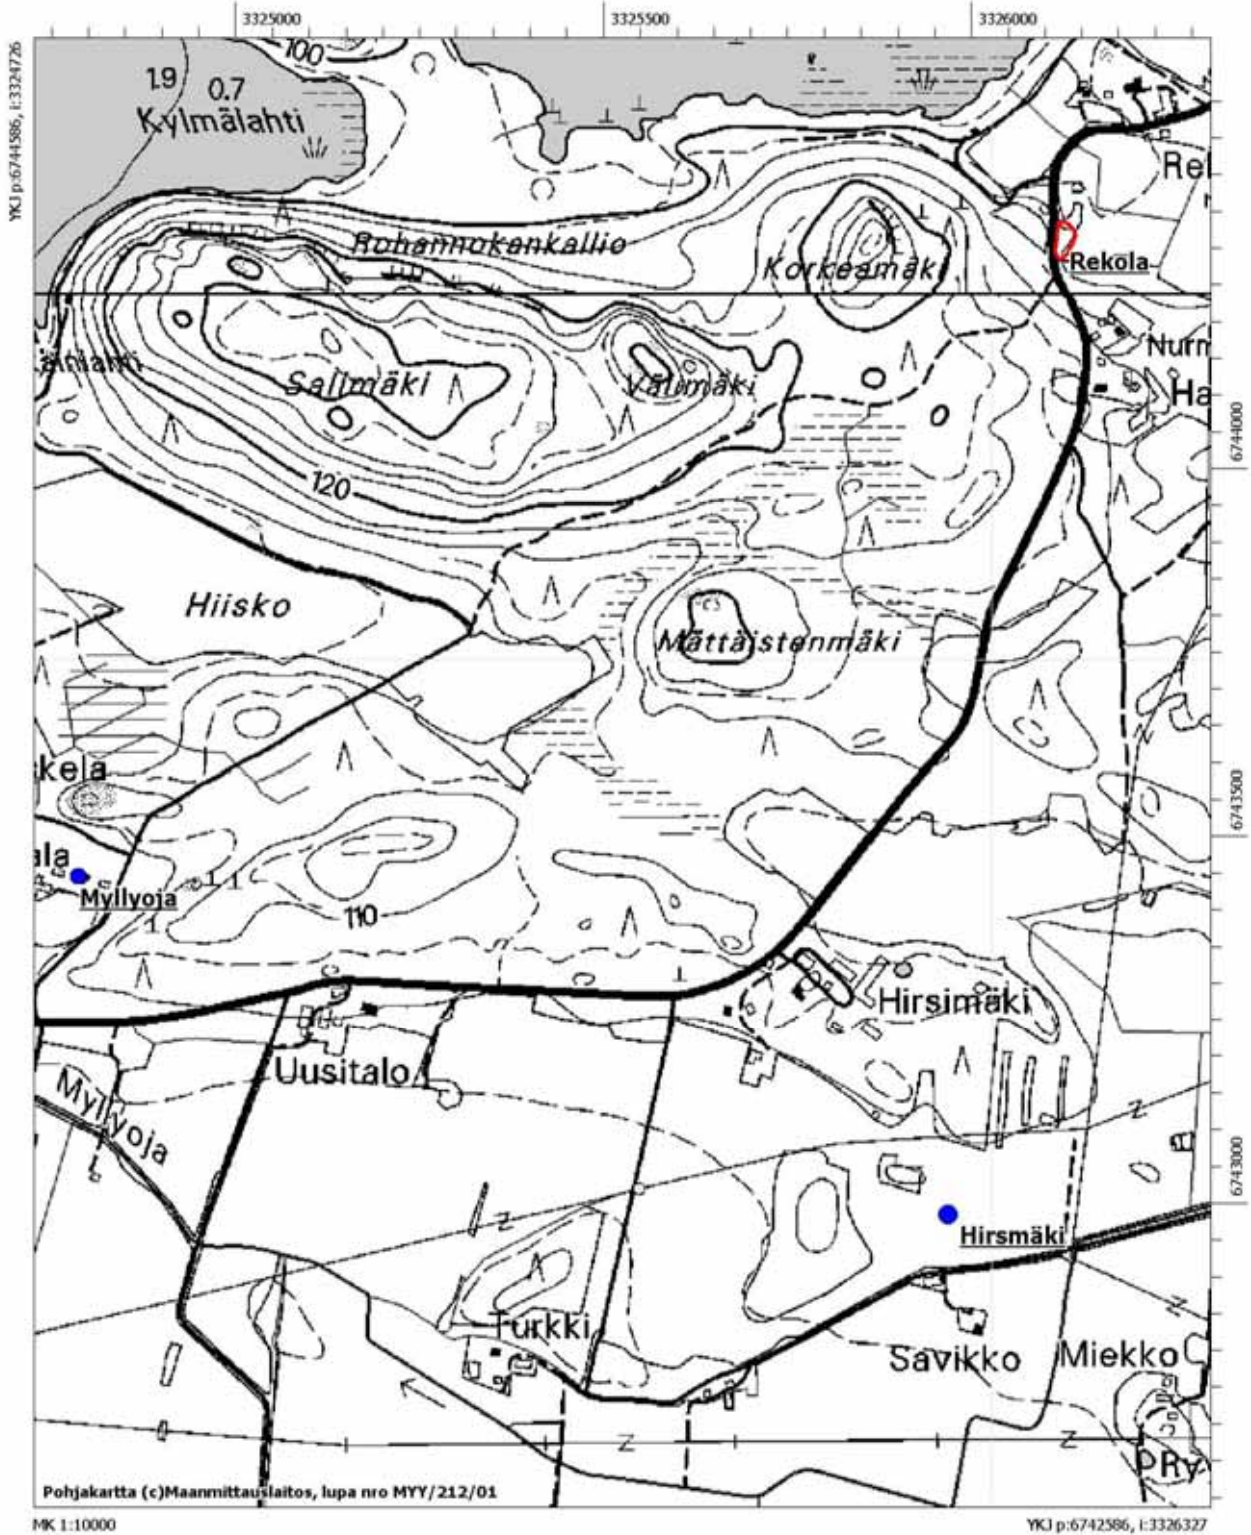 3325000
3325500
3326000
YKJ p:6744586, i:3324726
100
1.9
0.7
Kylmälahti
Rel
Rohannokankallio
Korkeamäki
Rekola
Nurm
Salimäki
Välimäki
Ha
6744000
120
Hiisko
Mättäistenmäki
kela
6743500
ala
Myllyoja
110
Hirsimäki
Uusitalo
Myllyoja
Z
6743000
Z
Hirsmäki
Z
Turkki
Savikko
Miekko
Z
Z
Ry
Pohjakartta (c)Maanmittauslaitos, lupa nro MYY/212/01
MK 1:10000
YKJ p:6742586, i:3326327